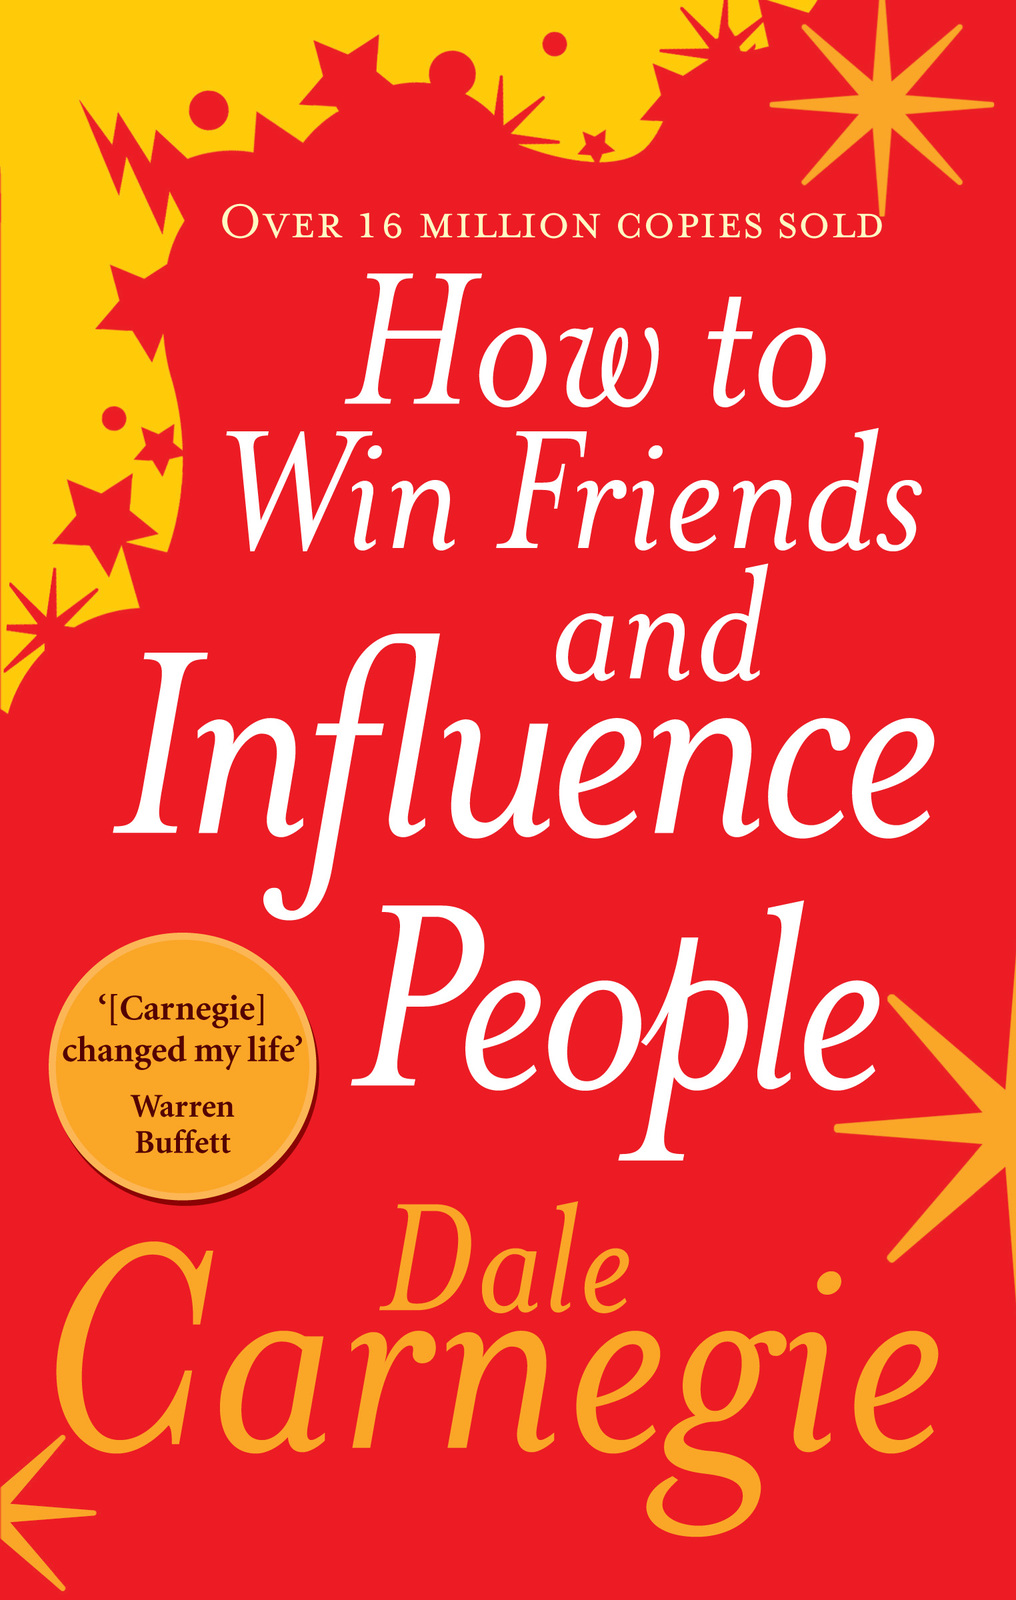 Over 16 million copies sold
How to
Win Friends
and
Influence
People
‘[Carnegie]
changed my life’
Warren
Buffett
Dale
Carnegie